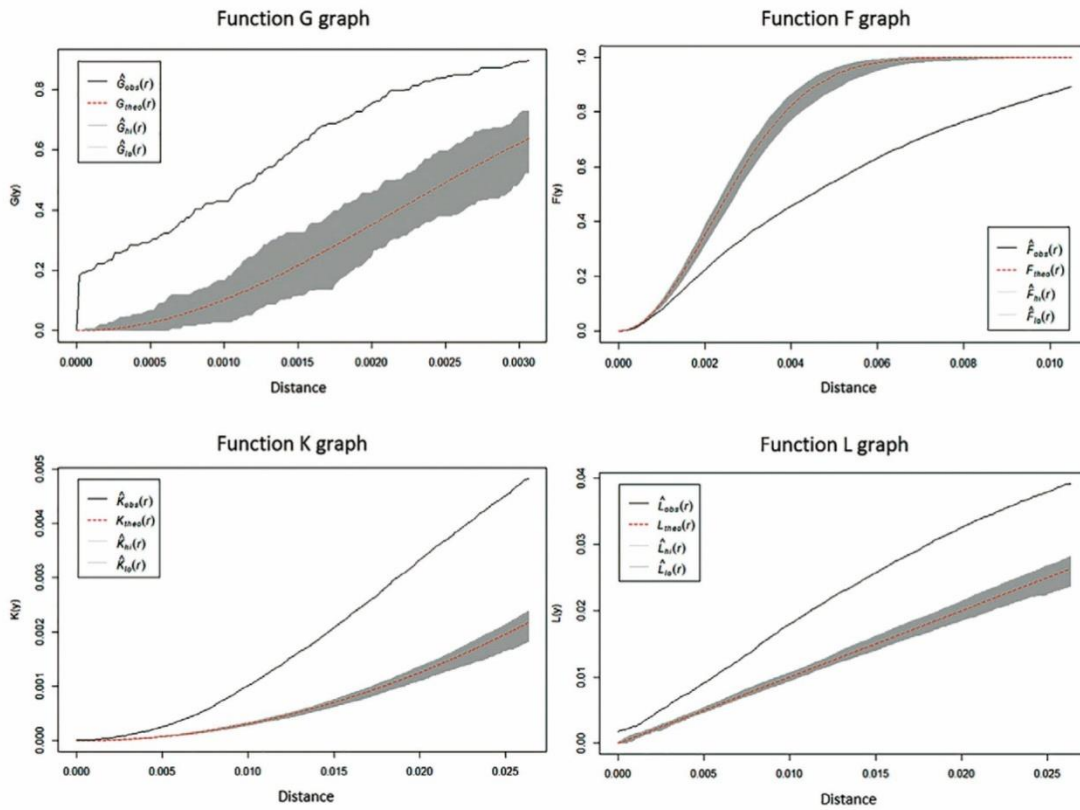 Function G graph
Ĝobs(r)
Gtheo(r)
Ĝhi(r)
Ĝlo(r)
G(y)
0.0 0.2 0.4 0.6 0.8
0.0000 0.0005 0.0010 0.0015 0.0020 0.0025 0.0030
Distance
Function F graph
F̂obs(r)
Ftheo(r)
F̂hi(r)
F̂lo(r)
F(y)
0.0 0.2 0.4 0.6 0.8 1.0
0.000 0.002 0.004 0.006 0.008 0.010
Distance
Function K graph
K̂obs(r)
Ktheo(r)
K̂hi(r)
K̂lo(r)
K(y)
0.000 0.001 0.002 0.003 0.004 0.005
0.000 0.005 0.010 0.015 0.020 0.025
Distance
Function L graph
L̂obs(r)
Ltheo(r)
L̂hi(r)
L̂lo(r)
L(y)
0.00 0.01 0.02 0.03 0.04
0.000 0.005 0.010 0.015 0.020 0.025
Distance